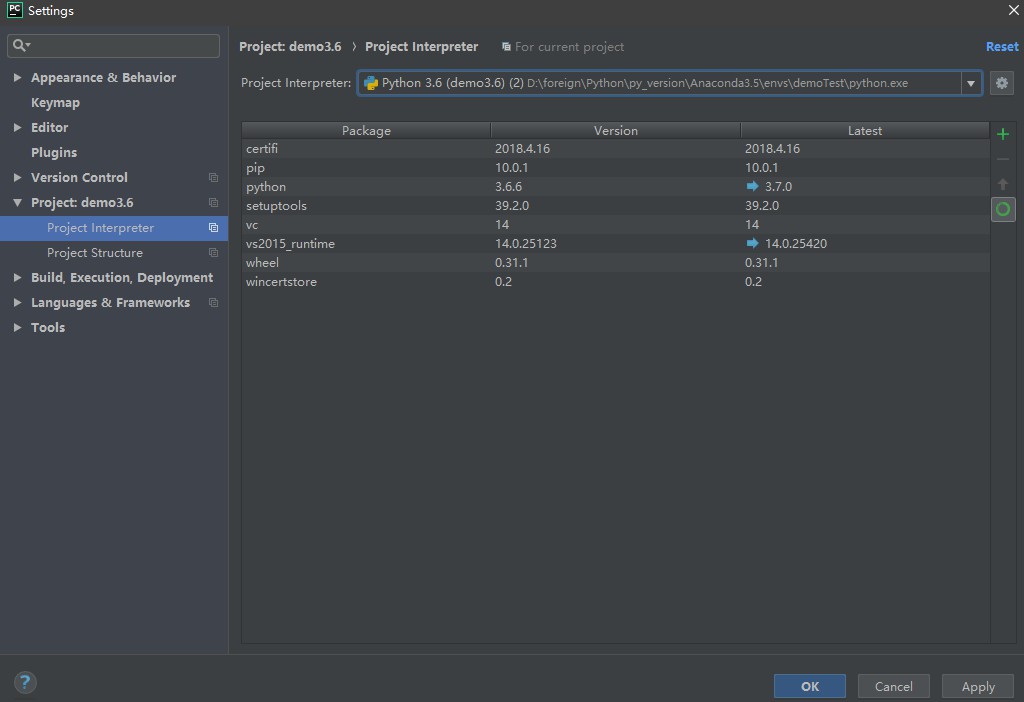 PC Settings
Project: demo3.6 › Project Interpreter For current project Reset
Appearance & Behavior
Keymap
Editor
Plugins
Version Control
Project: demo3.6
Project Interpreter
Project Structure
Build, Execution, Deployment
Languages & Frameworks
Tools
Project Interpreter: Python 3.6 (demo3.6) (2) D:\foreign\Python\py_version\Anaconda3.5\envs\demoTest\python.exe
Package Version Latest
certifi 2018.4.16 2018.4.16
pip 10.0.1 10.0.1
python 3.6.6 3.7.0
setuptools 39.2.0 39.2.0
vc 14 14
vs2015_runtime 14.0.25123 14.0.25420
wheel 0.31.1 0.31.1
wincertstore 0.2 0.2
? OK Cancel Apply